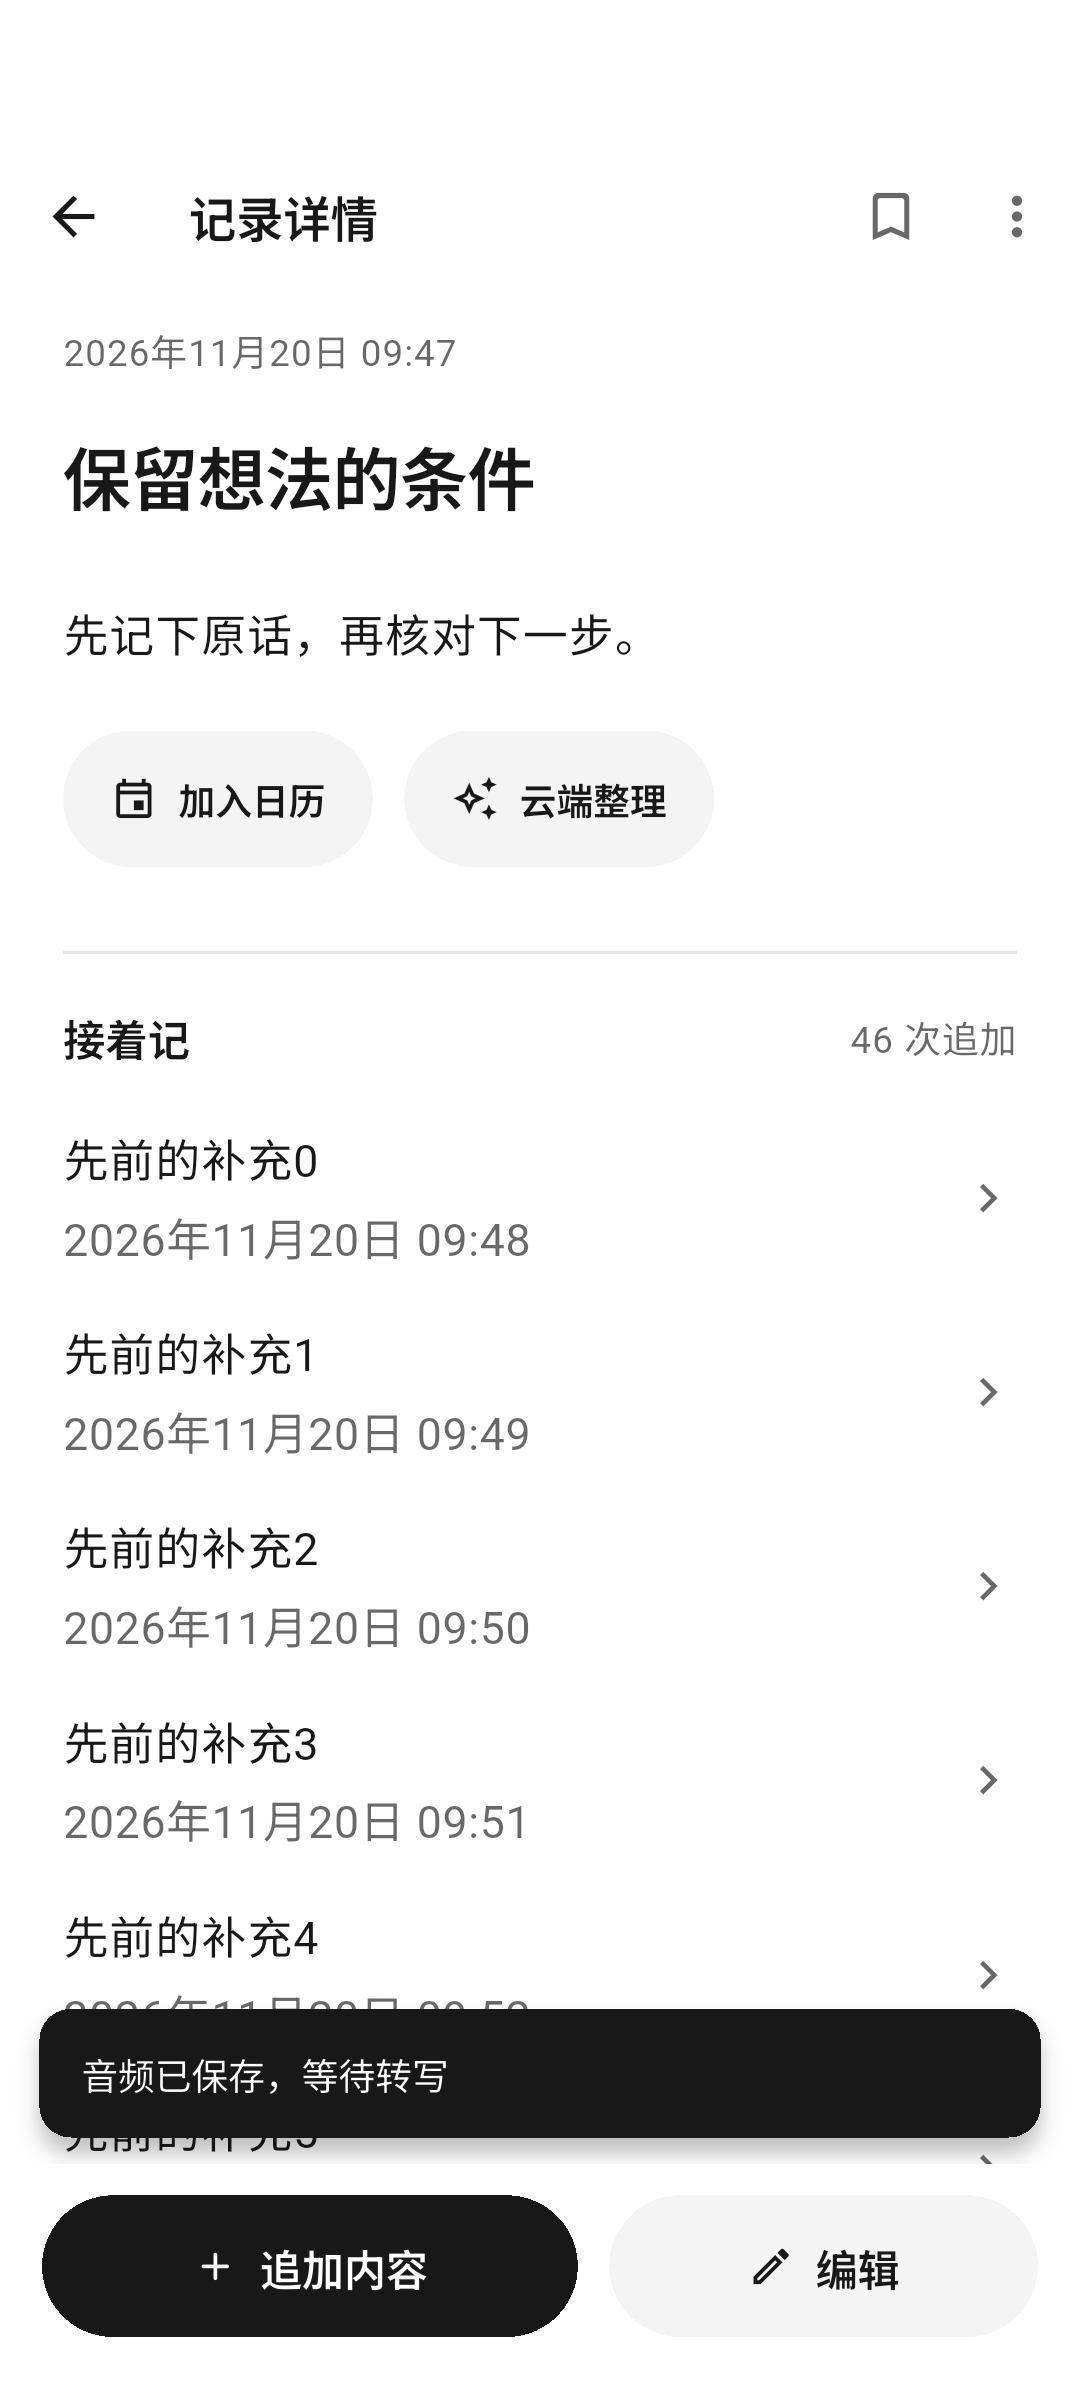 记录详情
2026年11月20日 09:47
保留想法的条件
先记下原话，再核对下一步。
加入日历
云端整理
接着记
46 次追加
先前的补充0
2026年11月20日 09:48
先前的补充1
2026年11月20日 09:49
先前的补充2
2026年11月20日 09:50
先前的补充3
2026年11月20日 09:51
先前的补充4
音频已保存，等待转写
追加内容
编辑